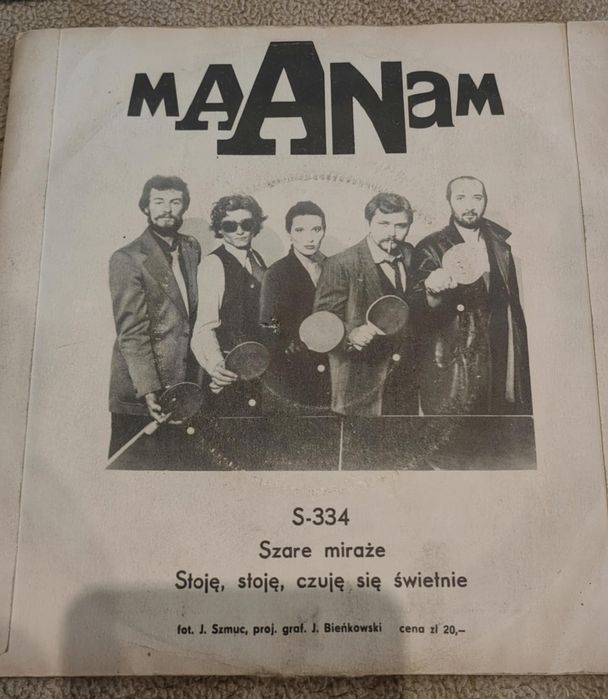 MAANAM
S-334
Szare miraże
Stoję, stoję, czuję się świetnie
fot. J. Szmuc, proj. graf. J. Bieńkowski cena zł 20,—